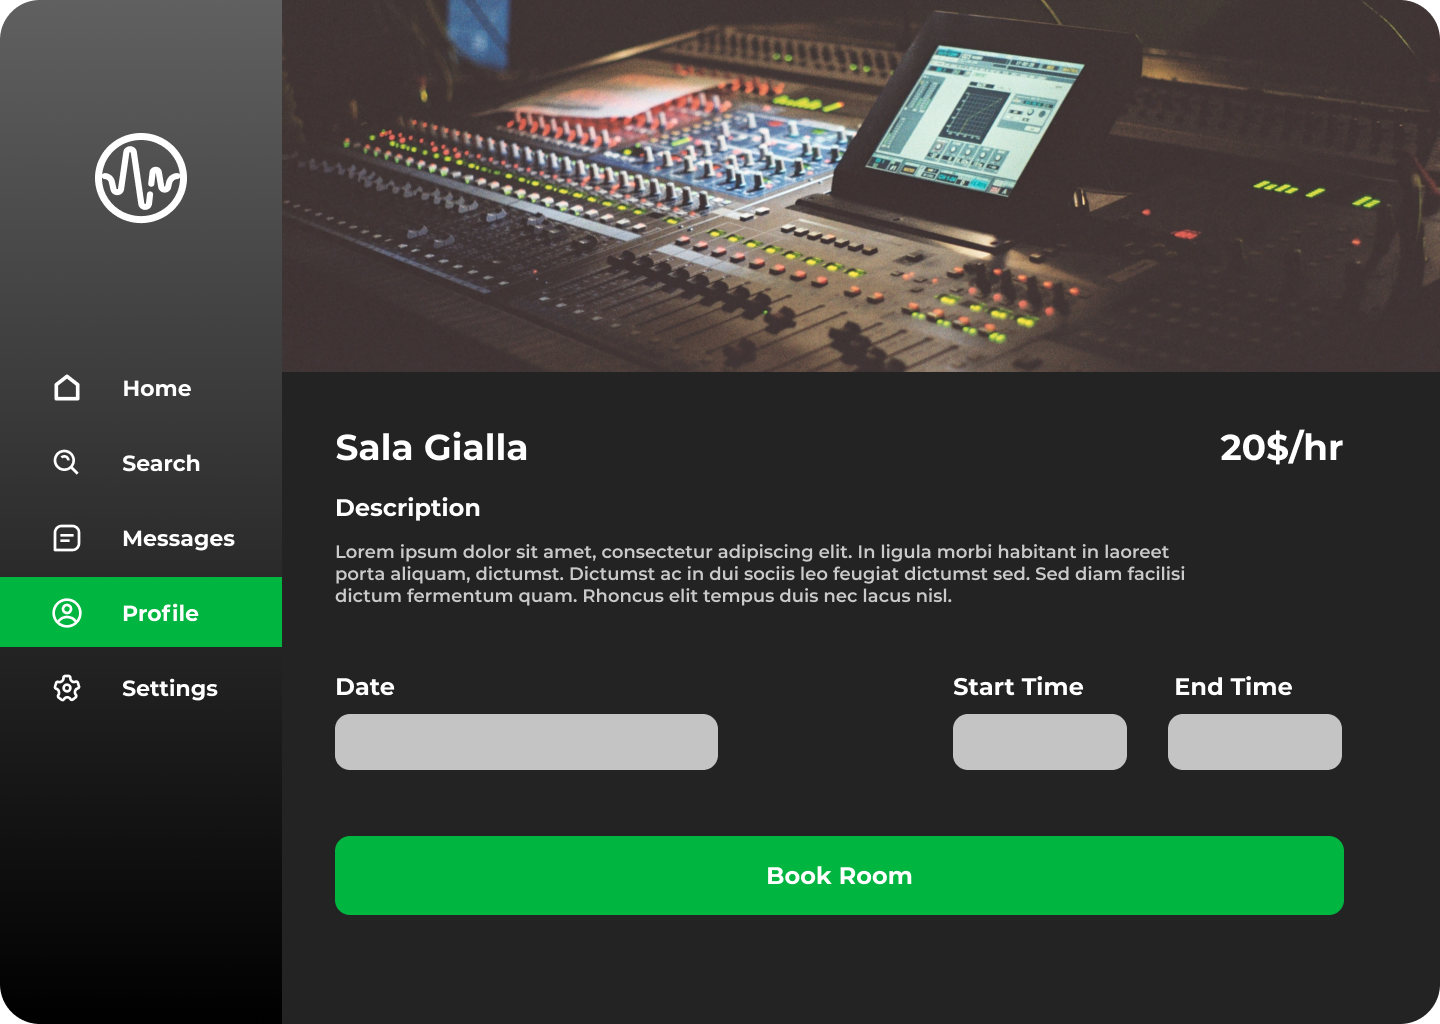 Home
Search
Messages
Profile
Settings
Sala Gialla
20$/hr
Description
Lorem ipsum dolor sit amet, consectetur adipiscing elit. In ligula morbi habitant in laoreet
porta aliquam, dictumst. Dictumst ac in dui sociis leo feugiat dictumst sed. Sed diam facilisi
dictum fermentum quam. Rhoncus elit tempus duis nec lacus nisl.
Date
Start Time
End Time
Book Room